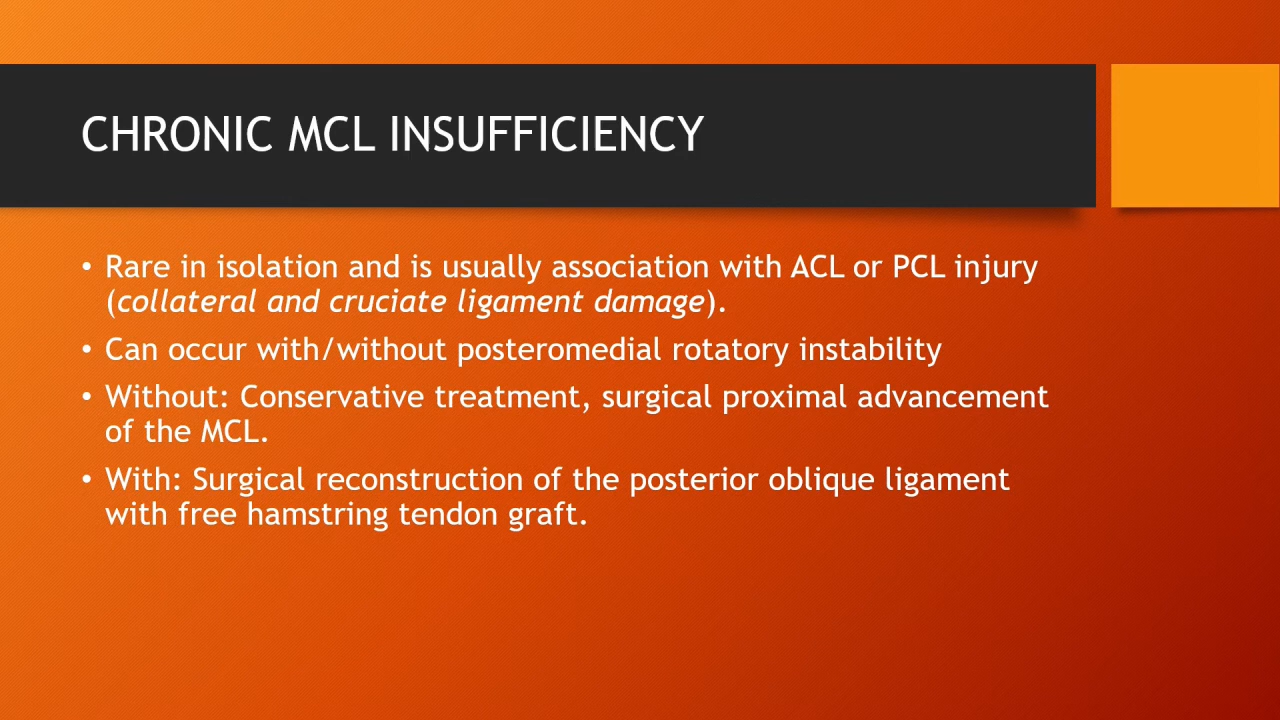 CHRONIC MCL INSUFFICIENCY
• Rare in isolation and is usually association with ACL or PCL injury
(collateral and cruciate ligament damage).
• Can occur with/without posteromedial rotatory instability
• Without: Conservative treatment, surgical proximal advancement
of the MCL.
• With: Surgical reconstruction of the posterior oblique ligament
with free hamstring tendon graft.